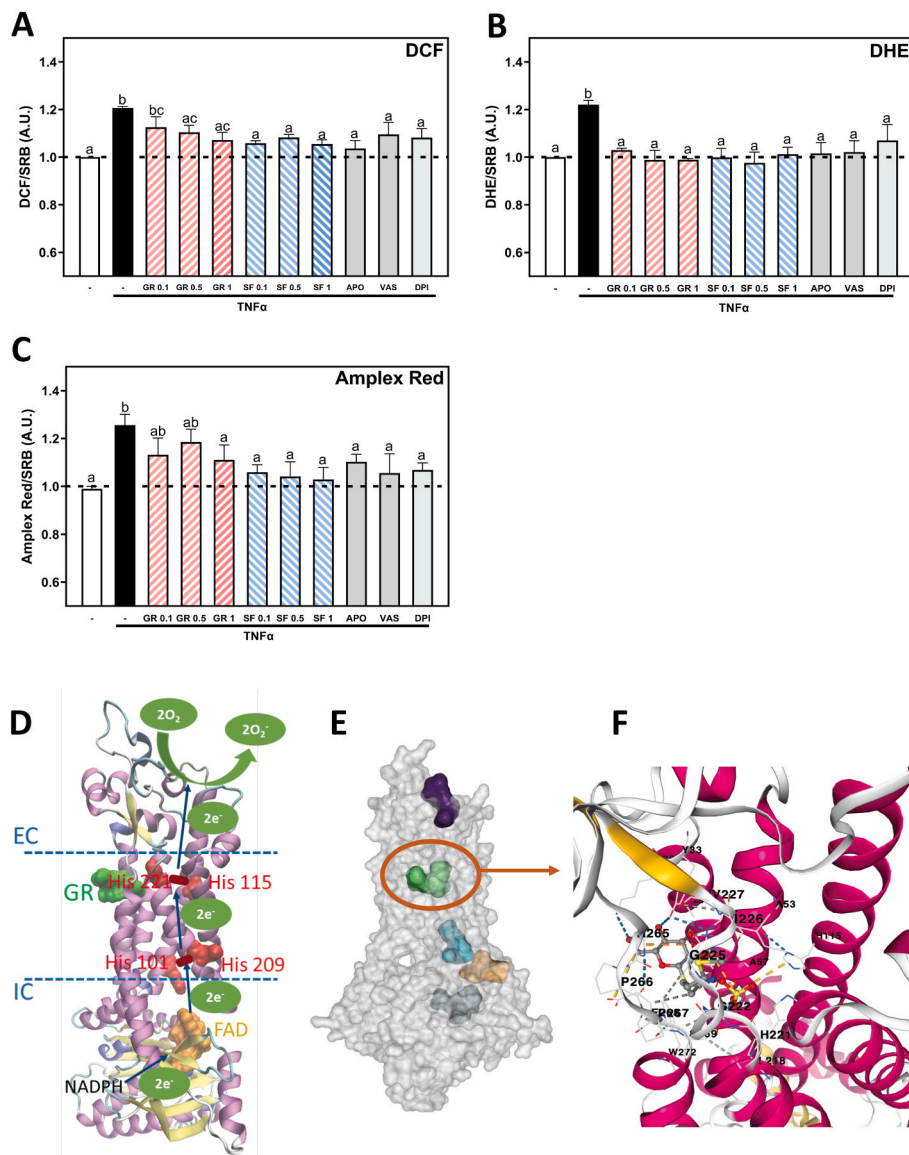 A
DCF
DCF/SRB (A.U.)
1.4
1.2
1.0
0.8
0.6
a
b
bc
ac
ac
a
a
a
a
a
a
-
-
GR 0.1
GR 0.5
GR 1
SF 0.1
SF 0.5
SF 1
APO
VAS
DPI
TNFα
B
DHE
DHE/SRB (A.U.)
1.4
1.2
1.0
0.8
0.6
a
b
a
a
a
a
a
a
a
a
a
-
-
GR 0.1
GR 0.5
GR 1
SF 0.1
SF 0.5
SF 1
APO
VAS
DPI
TNFα
C
Amplex Red
Amplex Red/SRB (A.U.)
1.4
1.2
1.0
0.8
0.6
a
b
ab
ab
a
a
a
a
a
a
a
-
-
GR 0.1
GR 0.5
GR 1
SF 0.1
SF 0.5
SF 1
APO
VAS
DPI
TNFα
D
2O₂
2O₂⁻
2e⁻
EC
His 221
His 115
GR
2e⁻
His 101
His 209
IC
2e⁻
FAD
NADPH
2e⁻
E
F
V227
A53
I226
H115
G225
A57
P266
G222
H221
W272
L218